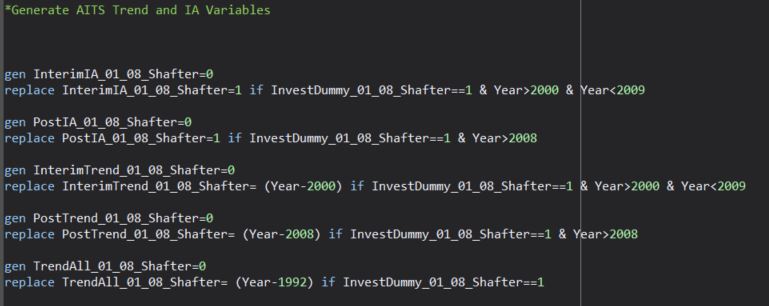 *Generate AITS Trend and IA Variables
gen InterimIA_01_08_Shafter=0
replace InterimIA_01_08_Shafter=1 if InvestDummy_01_08_Shafter==1 & Year>2000 & Year<2009
gen PostIA_01_08_Shafter=0
replace PostIA_01_08_Shafter=1 if InvestDummy_01_08_Shafter==1 & Year>2008
gen InterimTrend_01_08_Shafter=0
replace InterimTrend_01_08_Shafter= (Year-2000) if InvestDummy_01_08_Shafter==1 & Year>2000 & Year<2009
gen PostTrend_01_08_Shafter=0
replace PostTrend_01_08_Shafter= (Year-2008) if InvestDummy_01_08_Shafter==1 & Year>2008
gen TrendAll_01_08_Shafter=0
replace TrendAll_01_08_Shafter= (Year-1992) if InvestDummy_01_08_Shafter==1